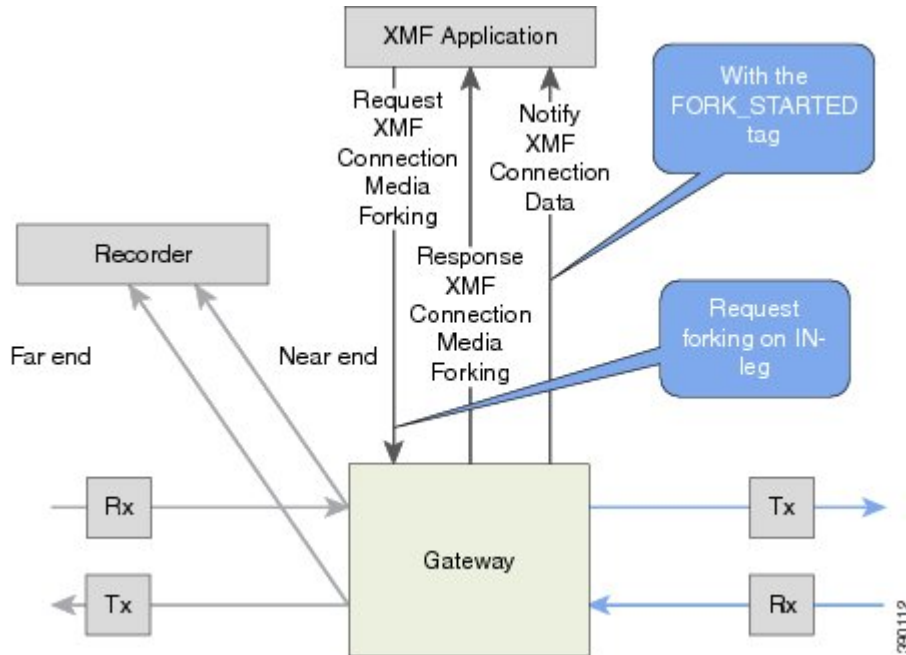 XMF Application
Request
XMF
Connection
Media
Forking
Notify
XMF
Connection
Data
With the
FORK_STARTED
tag
Recorder
Response
XMF
Connection
Media
Forking
Request
forking on IN-
leg
Far end
Near end
Rx
Tx
Gateway
Tx
Rx
390112